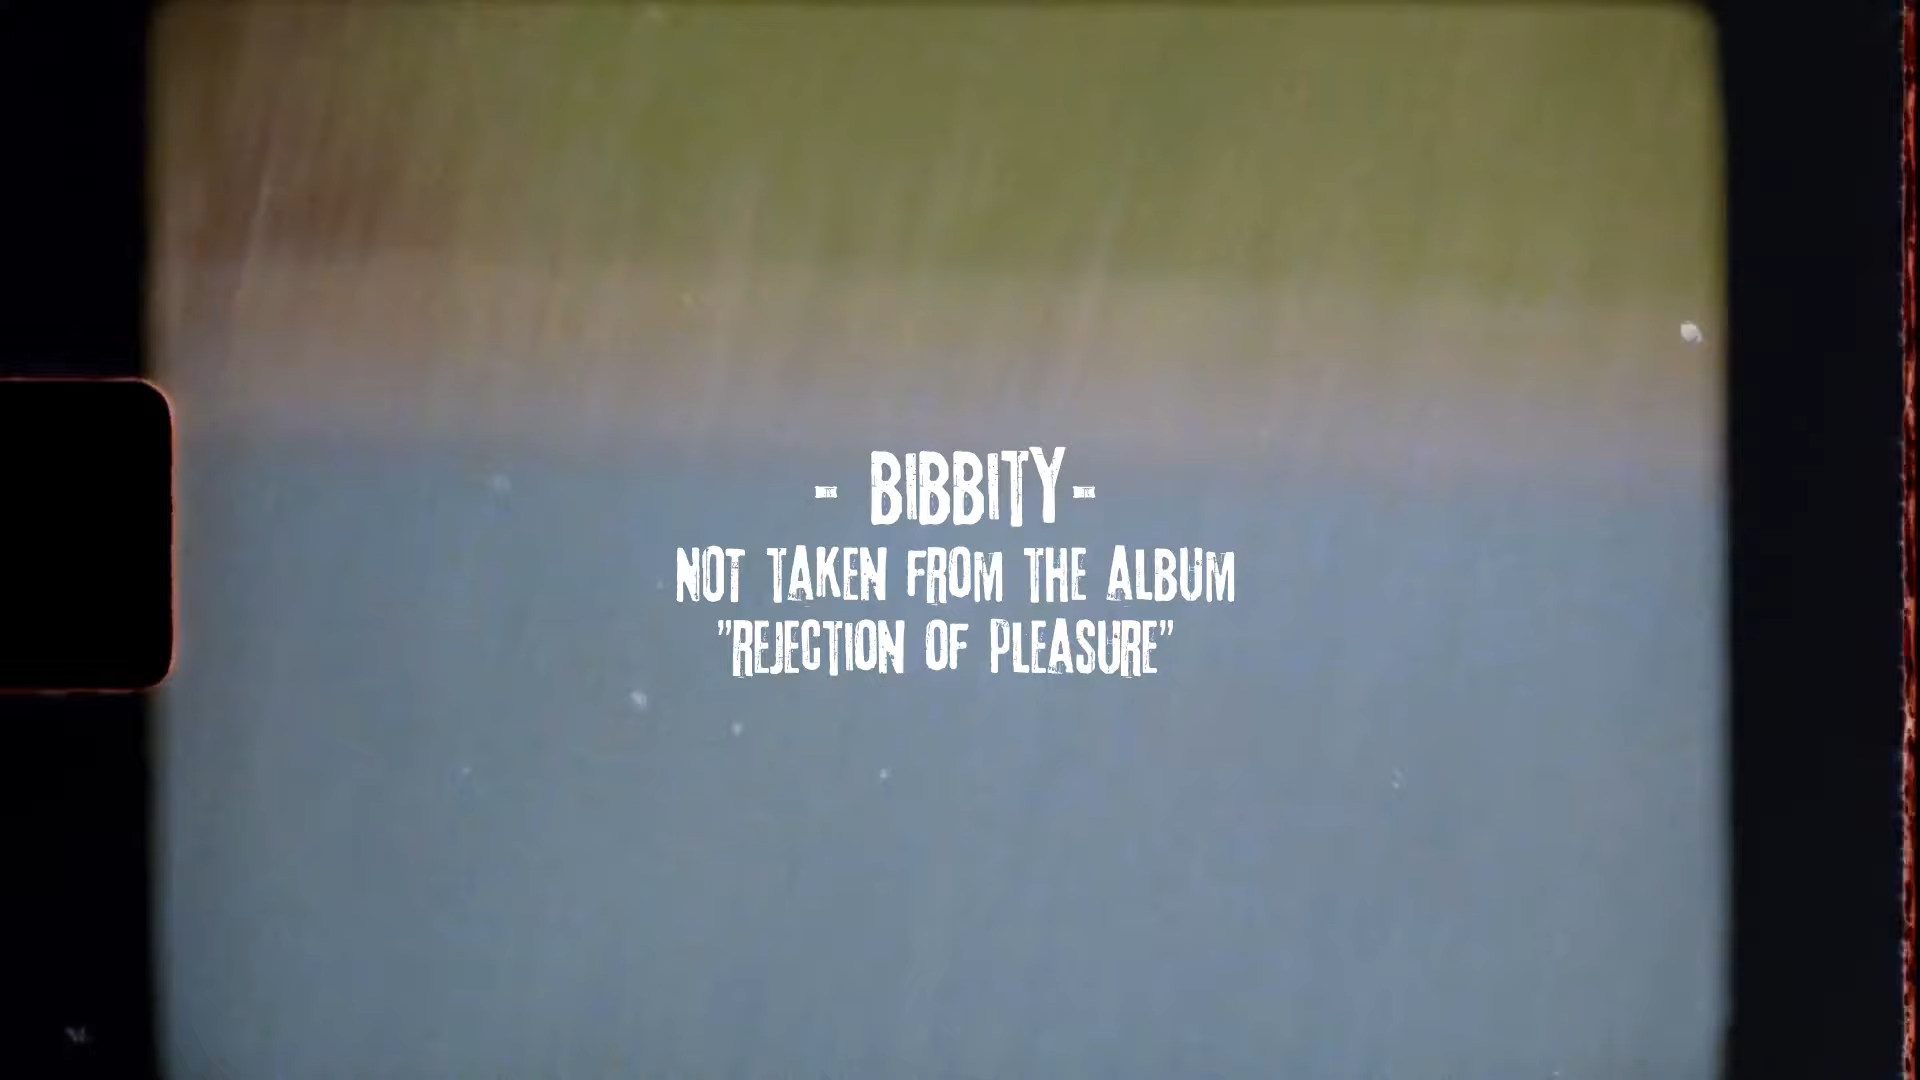 - BIBBITY-
NOT TAKEN FROM THE ALBUM
"REJECTION OF PLEASURE"